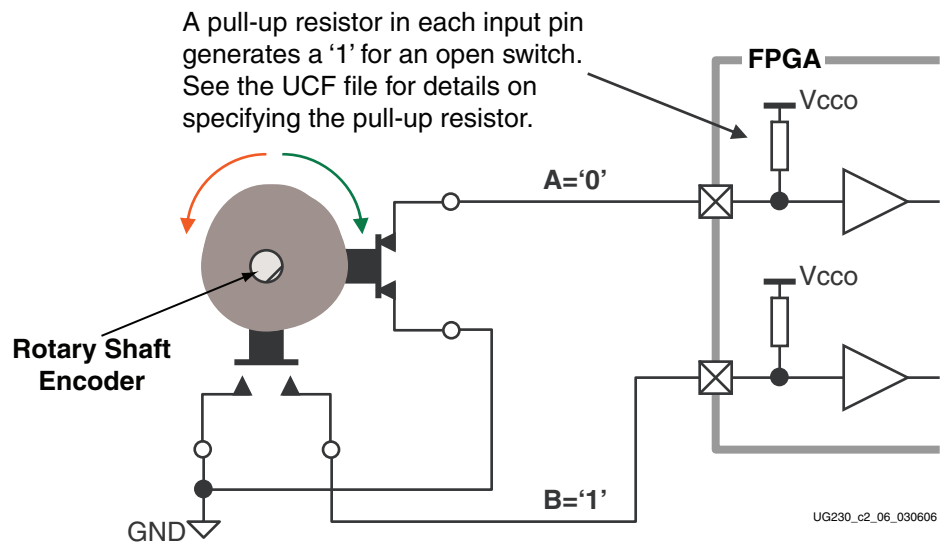 A pull-up resistor in each input pin
generates a ‘1’ for an open switch.
See the UCF file for details on
specifying the pull-up resistor.
FPGA
Vcco
A=‘0’
Vcco
Rotary Shaft
Encoder
B=‘1’
GND
UG230_c2_06_030606